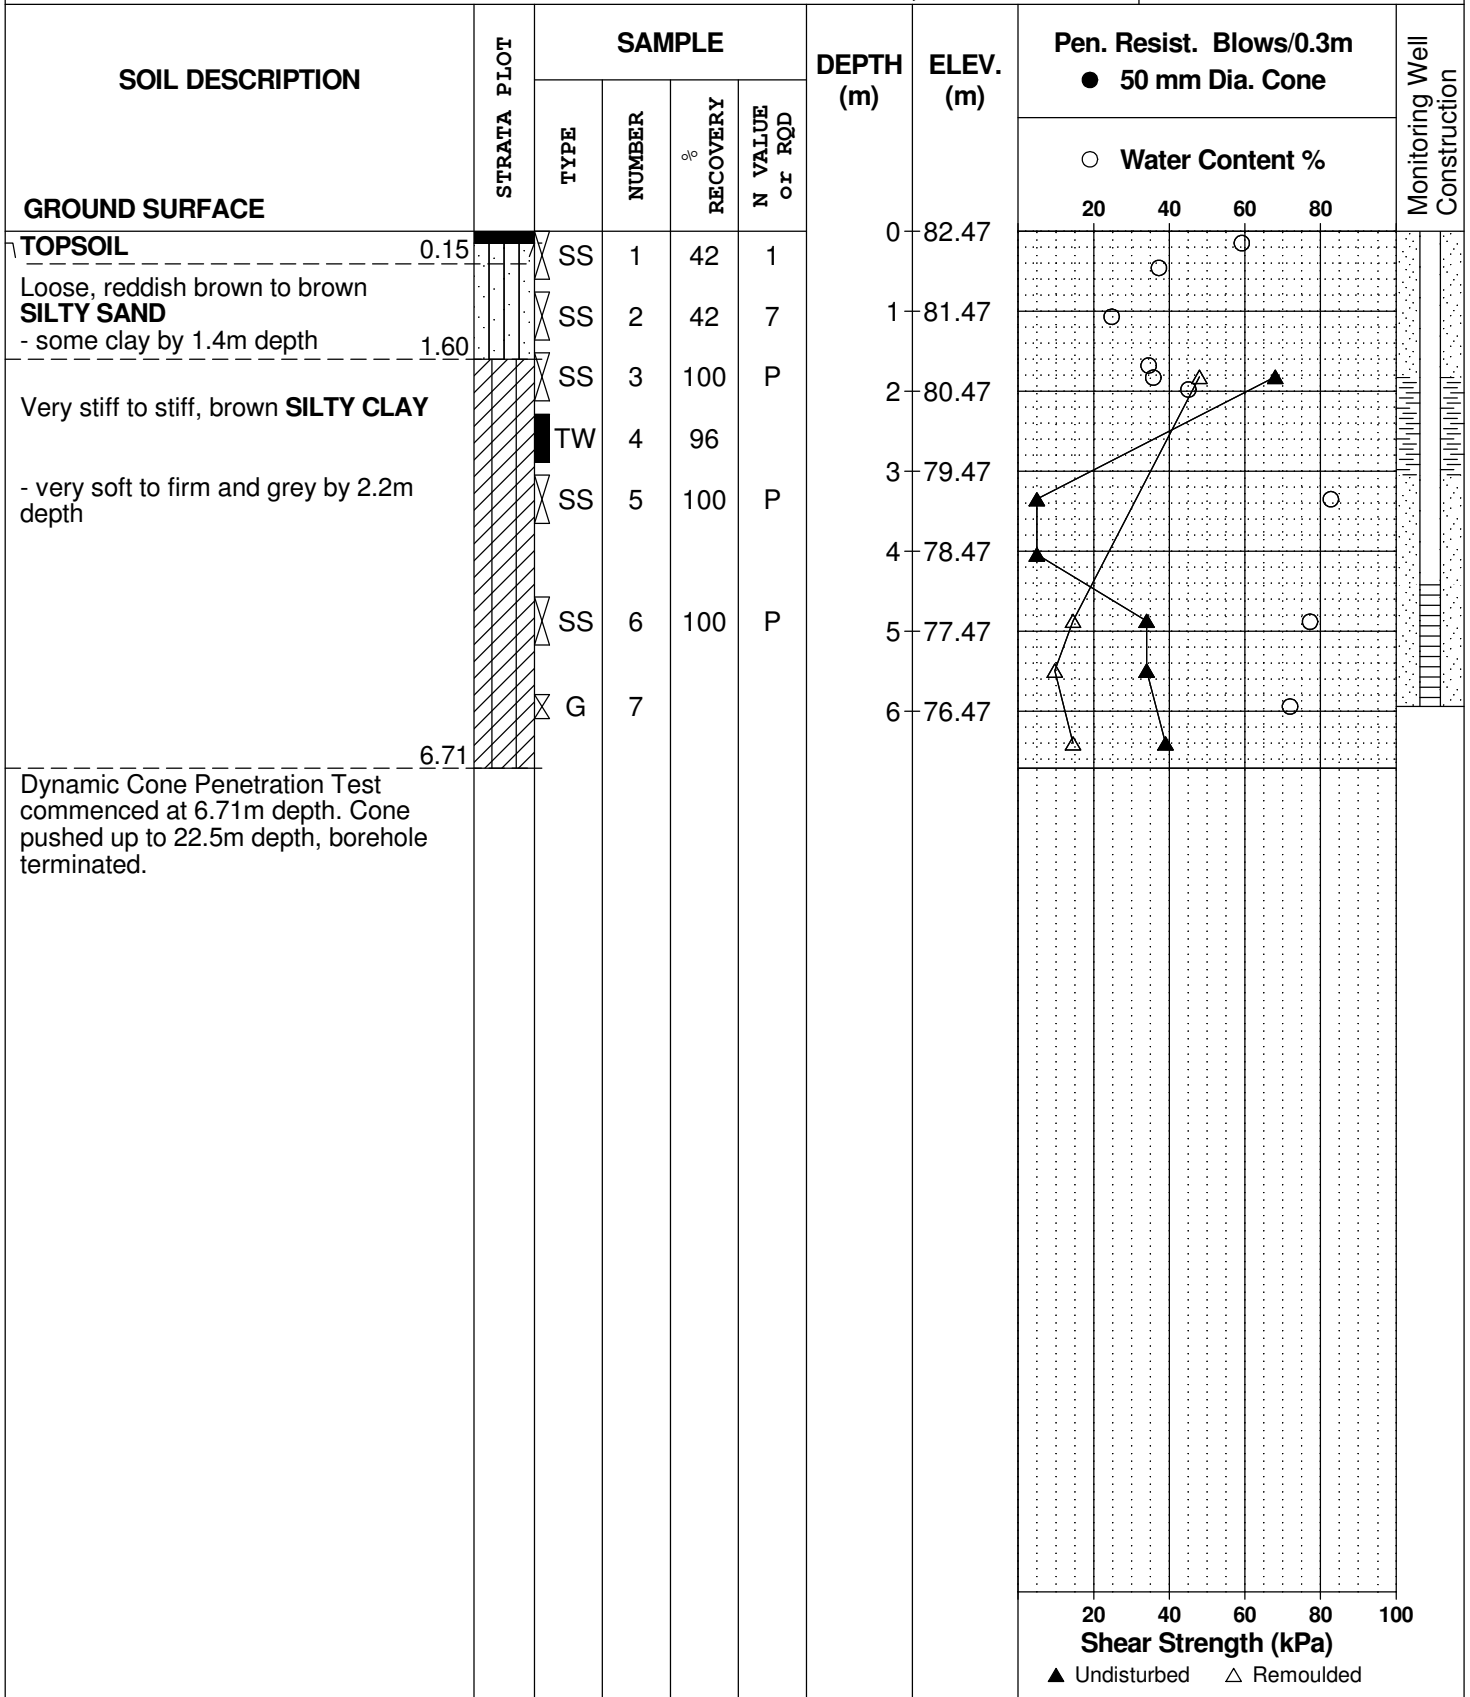 SOIL DESCRIPTION
GROUND SURFACE
STRATA PLOT
SAMPLE
TYPE
NUMBER
% RECOVERY
N VALUE or RQD
DEPTH (m)
ELEV. (m)
Pen. Resist. Blows/0.3m
● 50 mm Dia. Cone
○ Water Content %
20 40 60 80
Monitoring Well Construction
TOPSOIL 0.15
Loose, reddish brown to brown
SILTY SAND
- some clay by 1.4m depth 1.60
Very stiff to stiff, brown SILTY CLAY
- very soft to firm and grey by 2.2m
depth
6.71
Dynamic Cone Penetration Test
commenced at 6.71m depth. Cone
pushed up to 22.5m depth, borehole
terminated.
SS 1 42 1
SS 2 42 7
SS 3 100 P
TW 4 96
SS 5 100 P
SS 6 100 P
G 7
0 82.47
1 81.47
2 80.47
3 79.47
4 78.47
5 77.47
6 76.47
20 40 60 80 100
Shear Strength (kPa)
▲ Undisturbed △ Remoulded